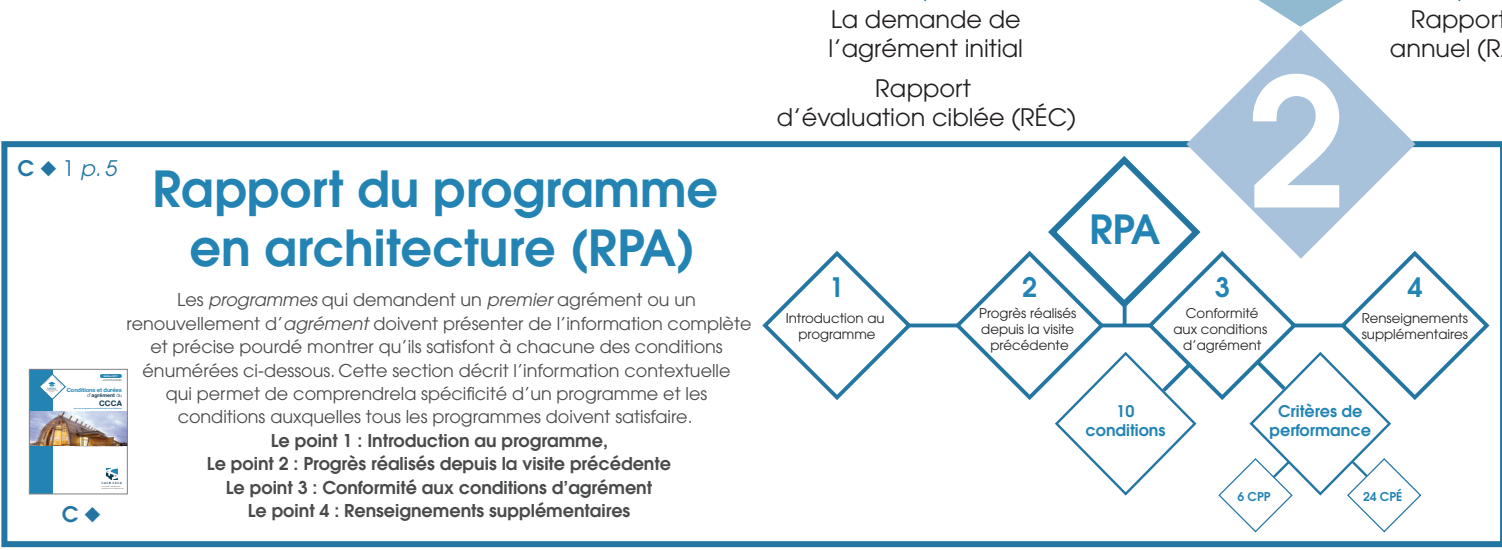 La demande de
l'agrément initial
Rapport
d'évaluation ciblée (RÉC)
Rapport
annuel
2
C ◆ 1 p. 5
Rapport du programme
en architecture (RPA)
Les programmes qui demandent un premier agrément ou un
renouvellement d'agrément doivent présenter de l'information complète
et précise pourdé montrer qu'ils satisfont à chacune des conditions
énumérées ci-dessous. Cette section décrit l'information contextuelle
qui permet de comprendrela spécificité d'un programme et les
conditions auxquelles tous les programmes doivent satisfaire.
Le point 1 : Introduction au programme,
Le point 2 : Progrès réalisés depuis la visite précédente
Le point 3 : Conformité aux conditions d'agrément
Le point 4 : Renseignements supplémentaires
Conditions et durées
d'agrément du
CCCA
C ◆
RPA
1
Introduction au
programme
2
Progrès réalisés
depuis la visite
précédente
3
Conformité
aux conditions
d'agrément
4
Renseignements
supplémentaires
10
conditions
Critères de
performance
6 CPP
24 CPÉ